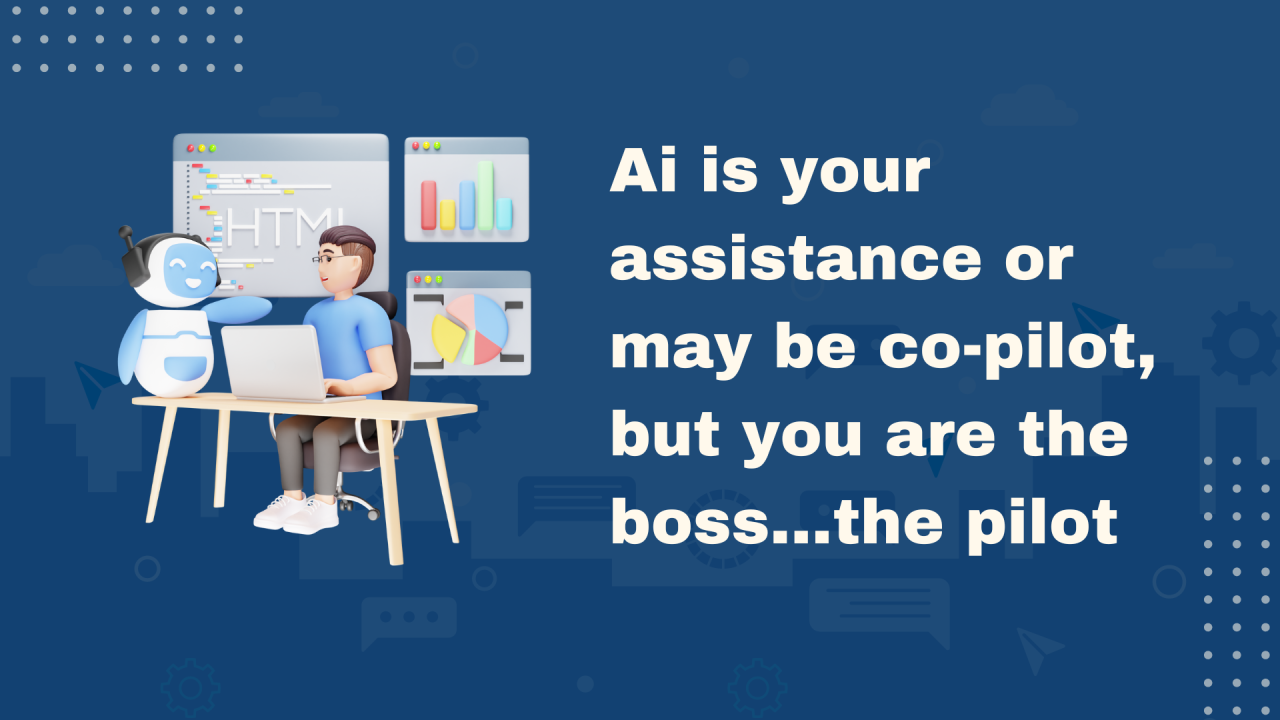 HTML
Ai is your
assistance or
may be co-pilot,
but you are the
boss...the pilot